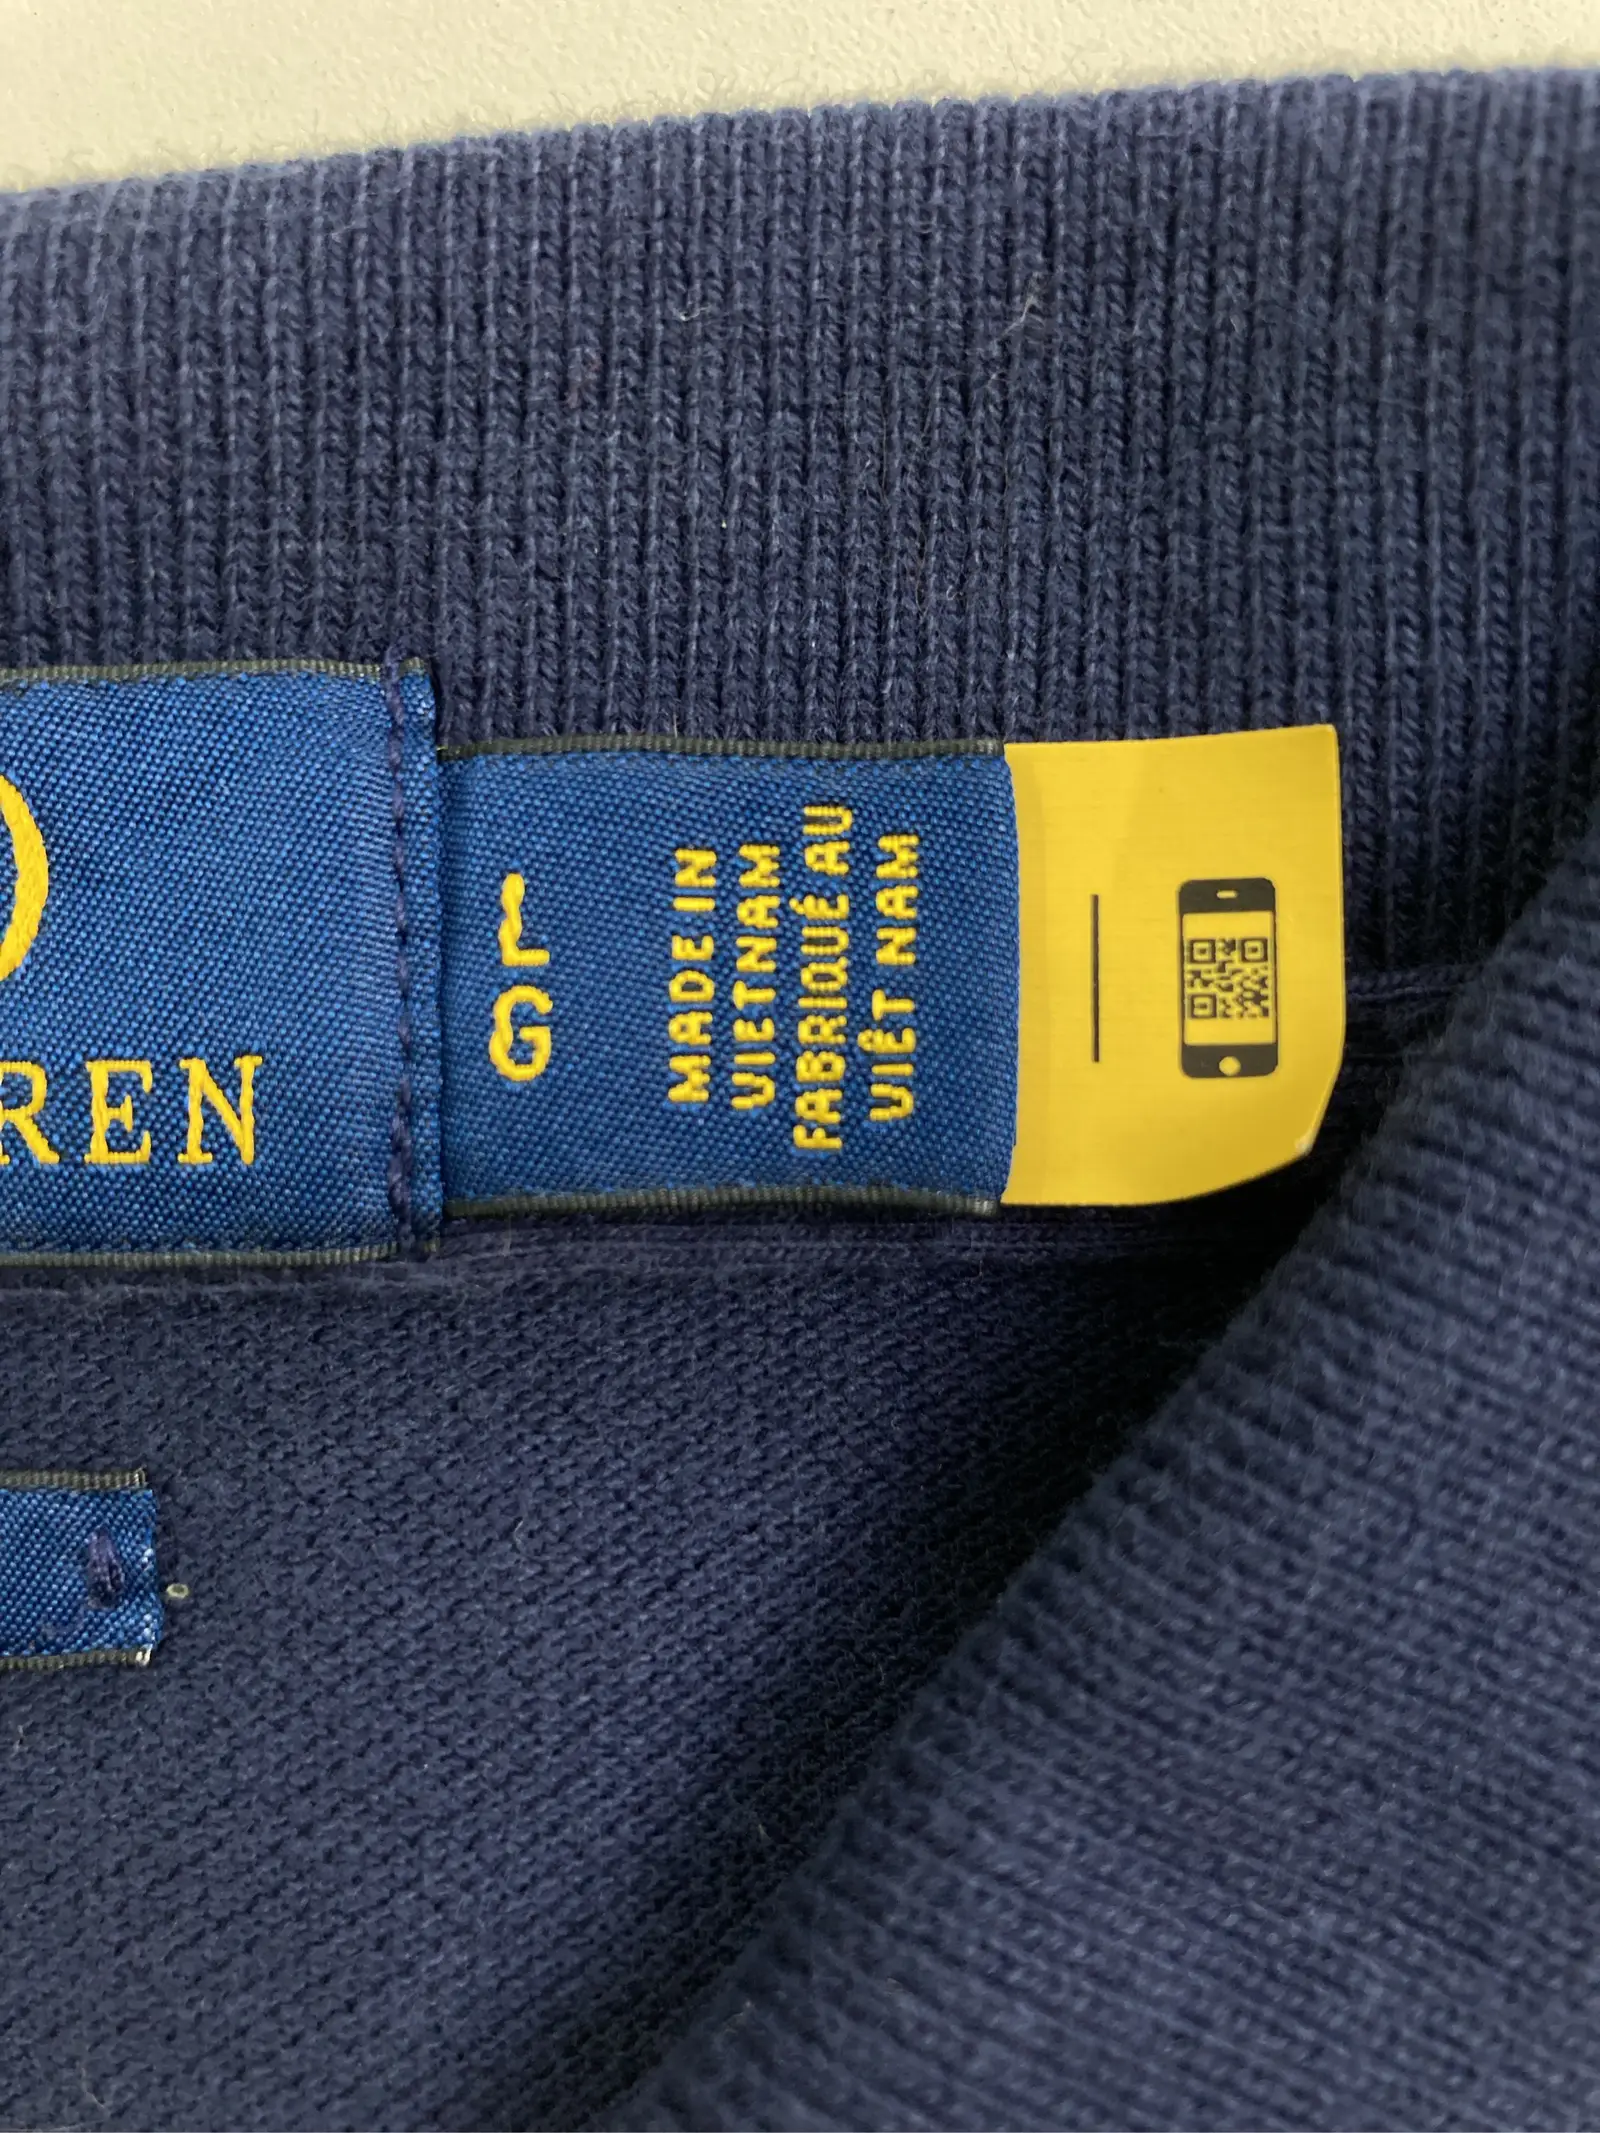 REN
L
G
MADE IN
VIETNAM
FABRIQUÉ AU
VIÊT NAM